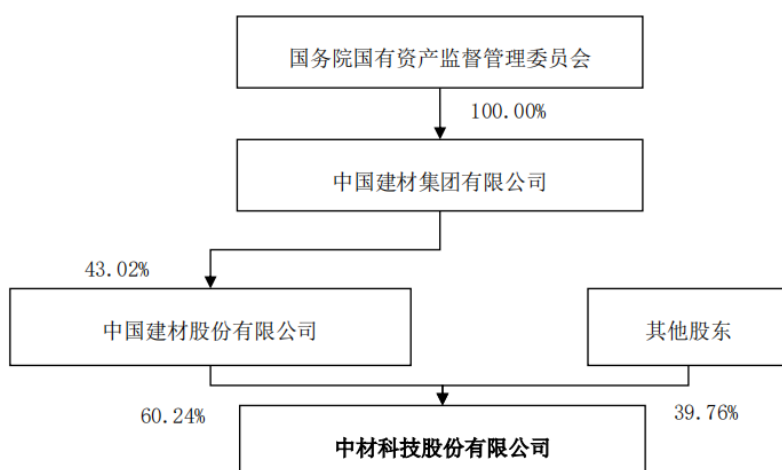 国务院国有资产监督管理委员会
100.00%
中国建材集团有限公司
43.02%
中国建材股份有限公司
其他股东
60.24%
39.76%
中材科技股份有限公司